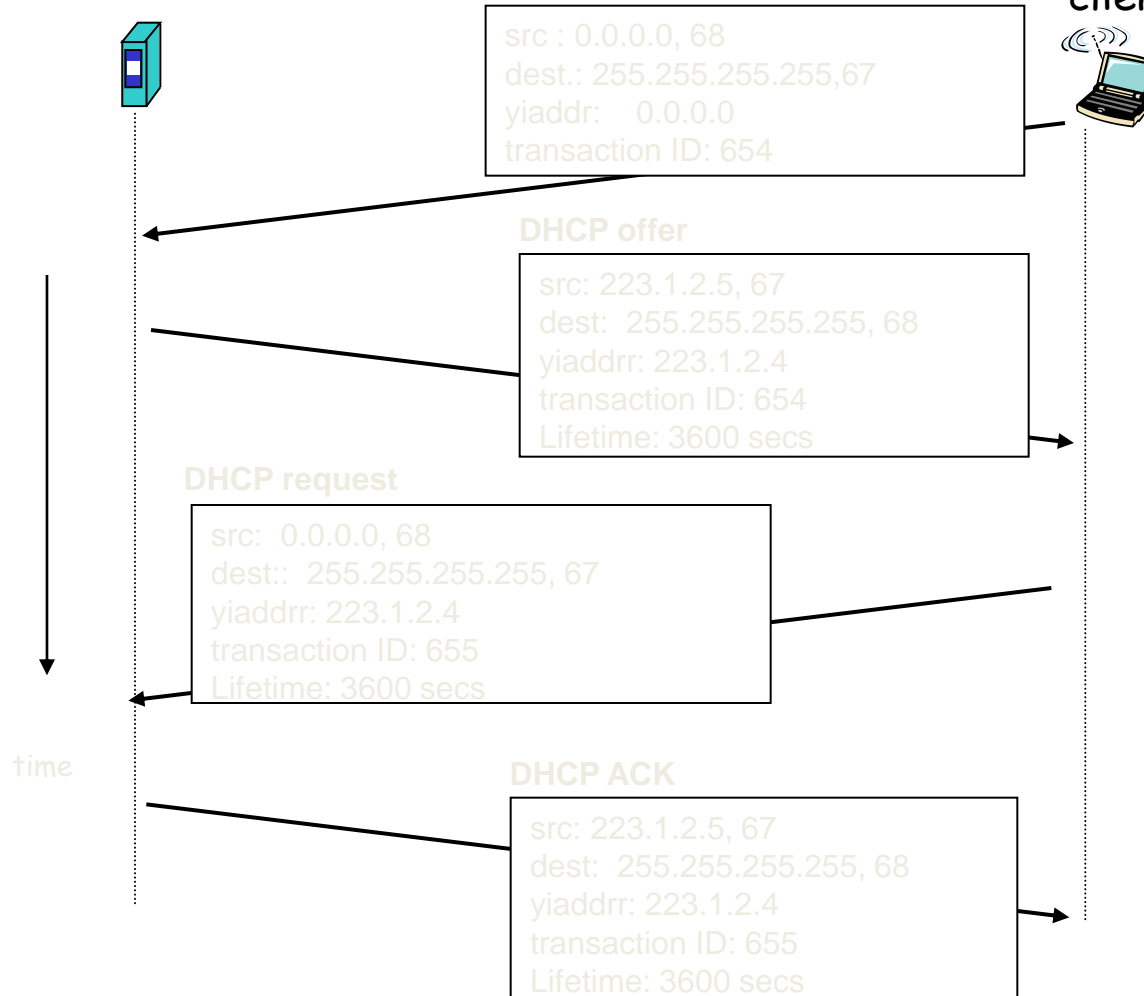 src : 0.0.0.0, 68
dest.: 255.255.255.255,67
yiaddr: 0.0.0.0
transaction ID: 654
DHCP offer
src: 223.1.2.5, 67
dest: 255.255.255.255, 68
yiaddrr: 223.1.2.4
transaction ID: 654
Lifetime: 3600 secs
DHCP request
src: 0.0.0.0, 68
dest:: 255.255.255.255, 67
yiaddrr: 223.1.2.4
transaction ID: 655
Lifetime: 3600 secs
time
DHCP ACK
src: 223.1.2.5, 67
dest: 255.255.255.255, 68
yiaddrr: 223.1.2.4
transaction ID: 655
Lifetime: 3600 secs